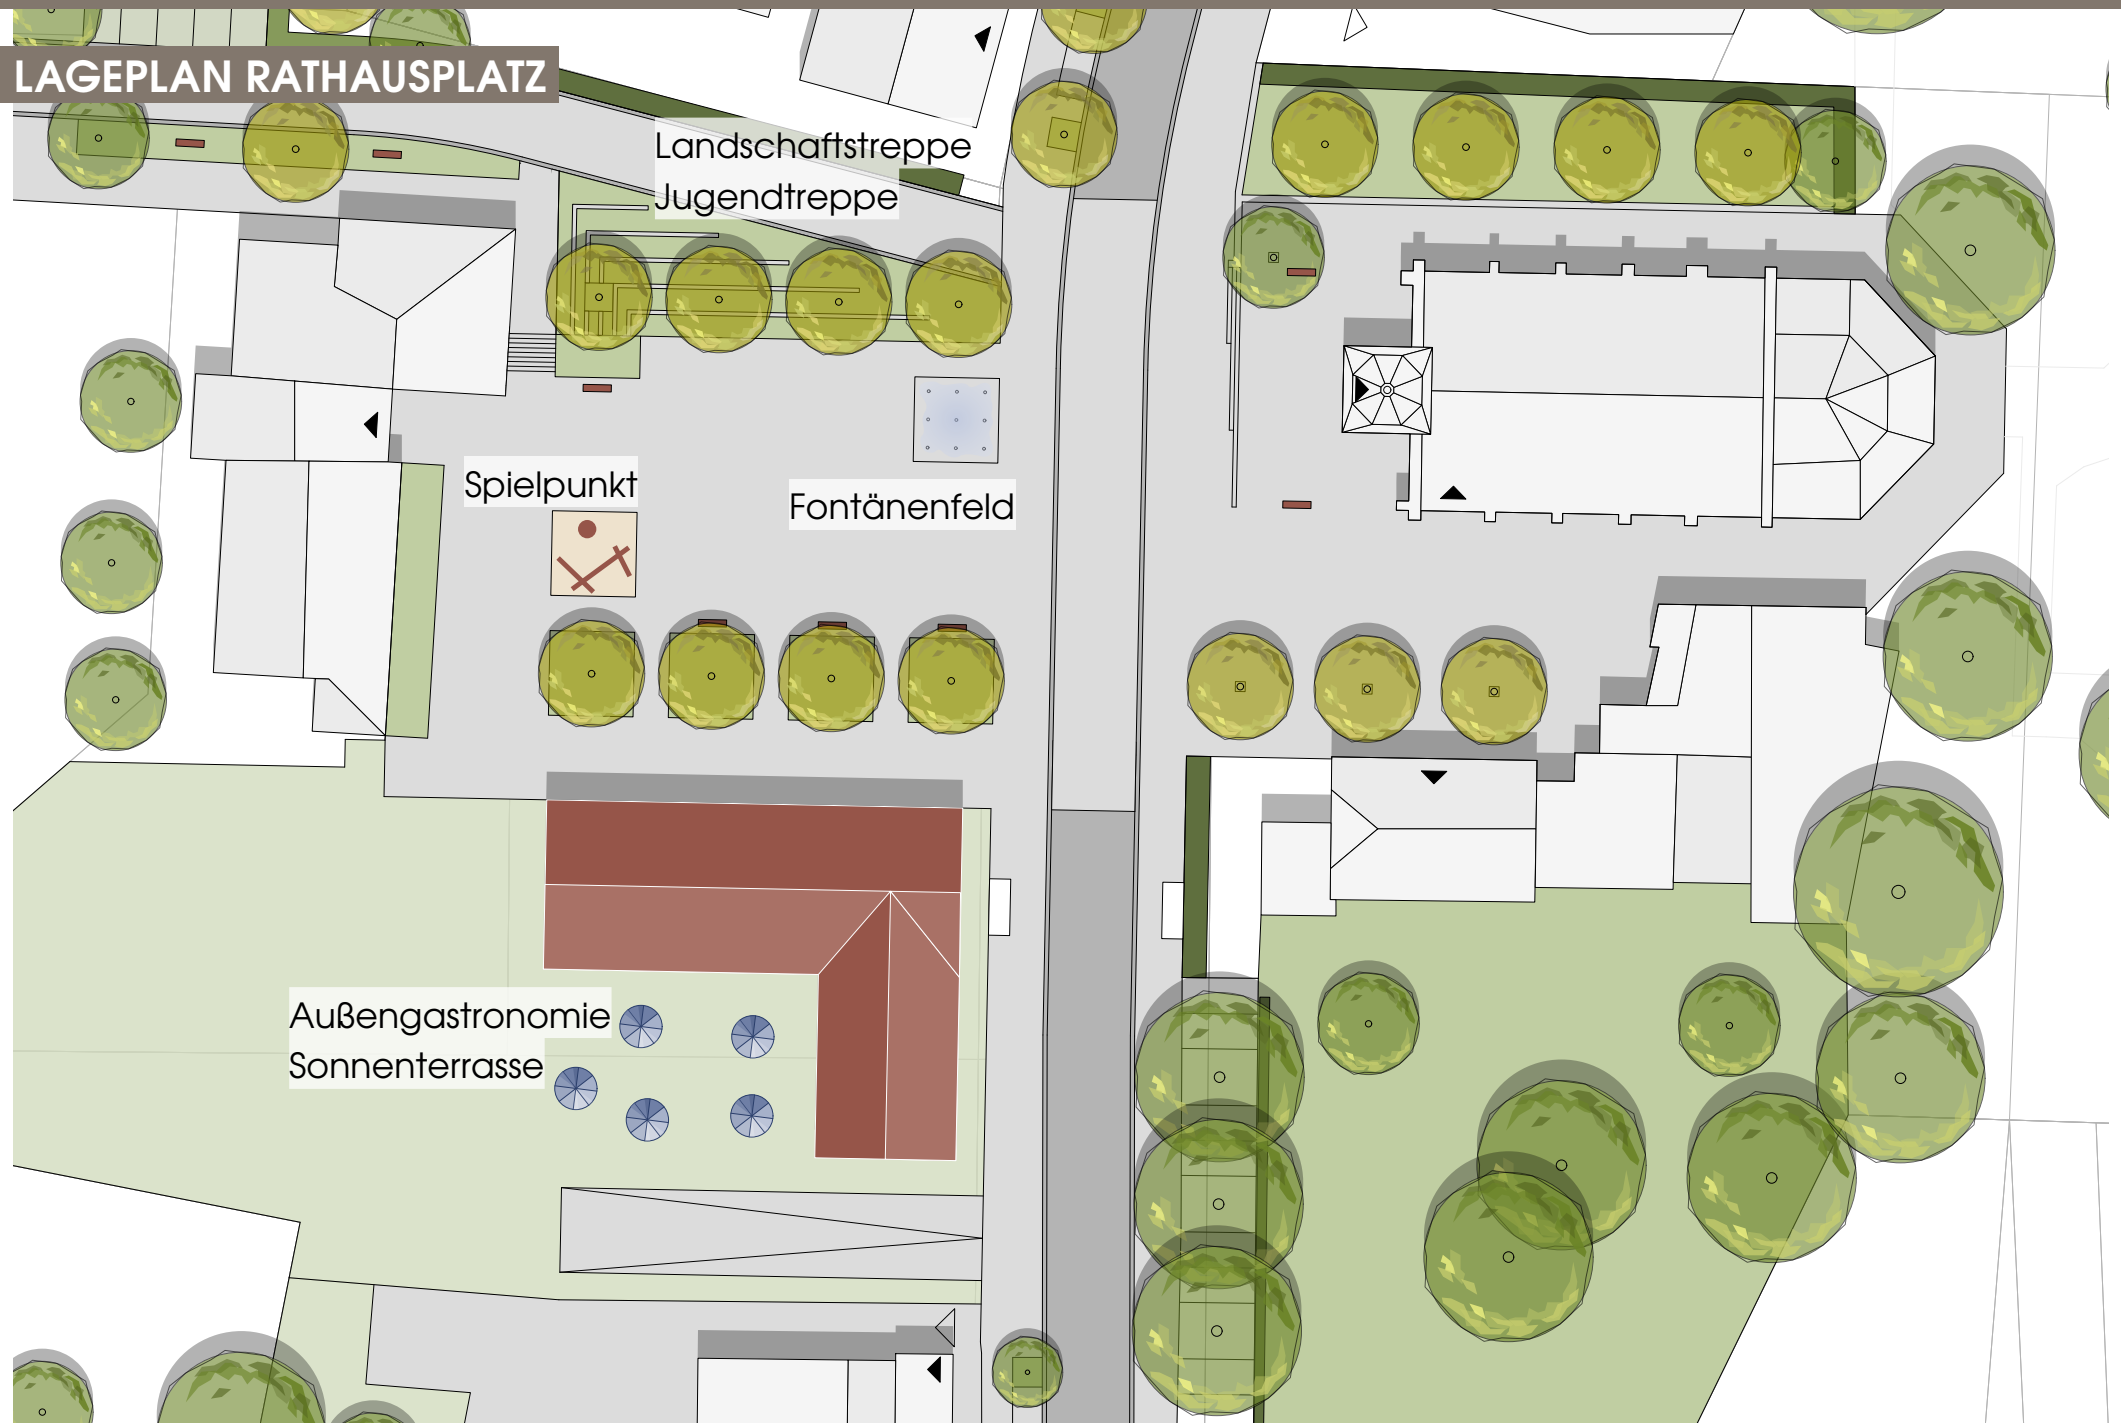 LAGEPLAN RATHAUSPLATZ
Landschaftstreppe
Jugendtreppe
Spielpunkt
Fontänenfeld
Außengastronomie
Sonnenterrasse